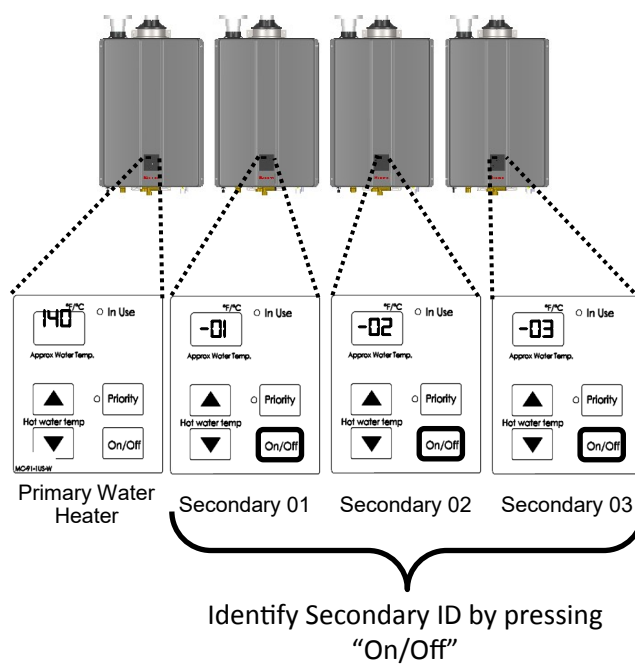 °F/°C
In Use
140
Approx Water Temp.
Priority
Hot water temp
On/Off
MC-91-1US-W
Primary Water
Heater
°F/°C
In Use
-01
Approx Water Temp.
Priority
Hot water temp
On/Off
Secondary 01
°F/°C
In Use
-02
Approx Water Temp.
Priority
Hot water temp
On/Off
Secondary 02
°F/°C
In Use
-03
Approx Water Temp.
Priority
Hot water temp
On/Off
Secondary 03
Identify Secondary ID by pressing
“On/Off”